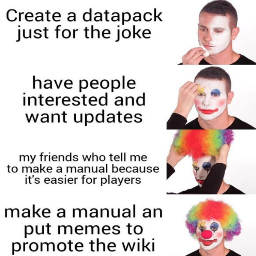 Create a datapack
just for the joke
have people
interested and
want updates
my friends who tell me
to make a manual because
it's easier for players
make a manual an
put memes to
promote the wiki